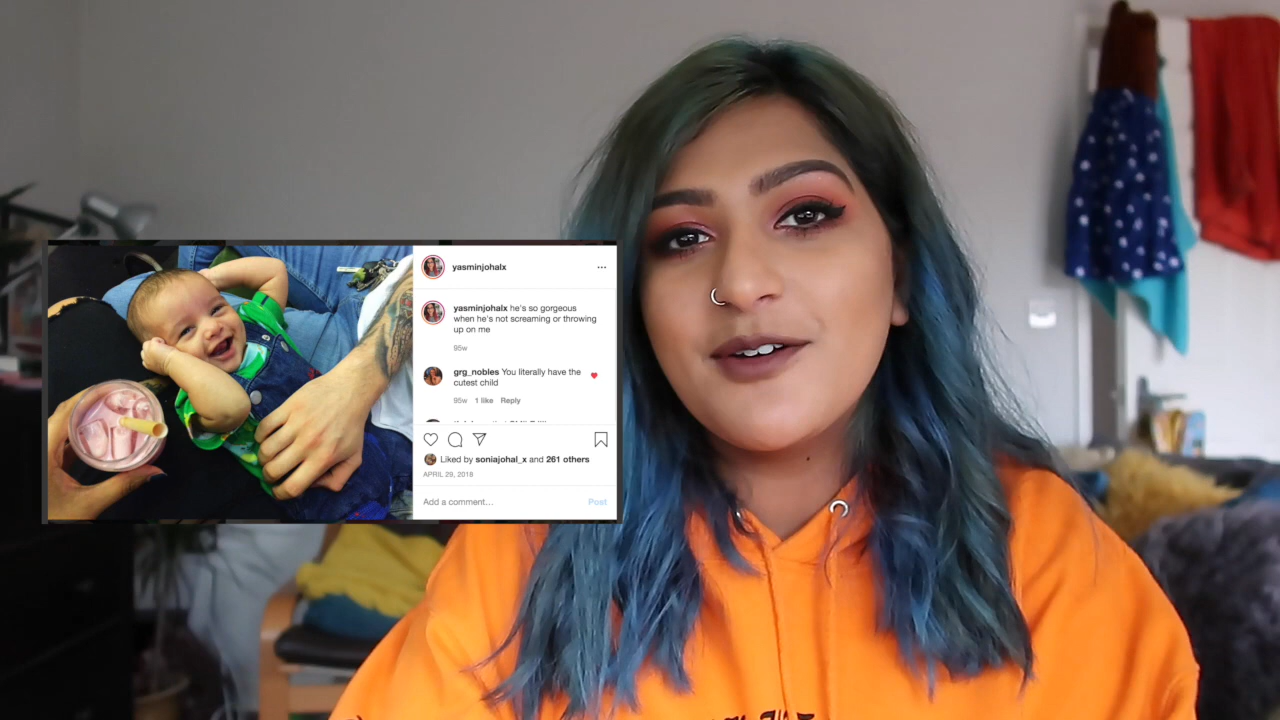 yasminjohalx
yasminjohalx he's so gorgeous
when he's not screaming or throwing
up on me
95w
grg_nobles You literally have the
cutest child
95w 1 like Reply
Liked by soniajohal_x and 261 others
APRIL 29, 2018
Add a comment...
Post